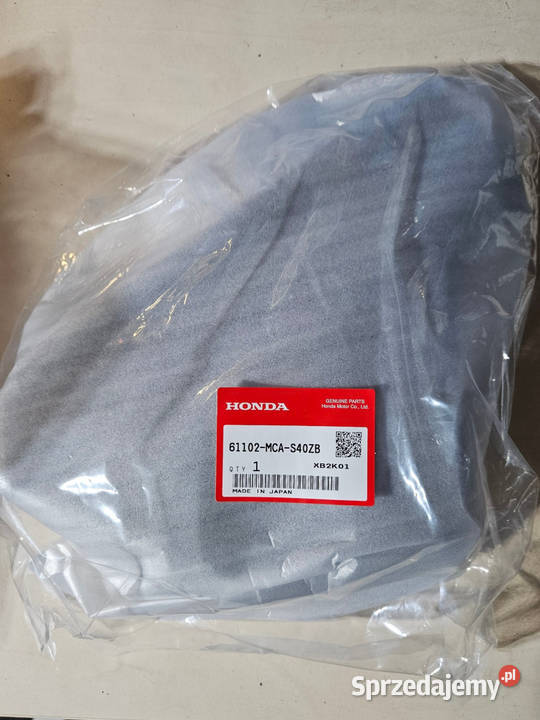 HONDA
GENUINE PARTS
Honda Motor Co., Ltd.
61102-MCA-S40ZB
QTY 1
XB2K01
MADE IN JAPAN
Sprzedajemy.pl